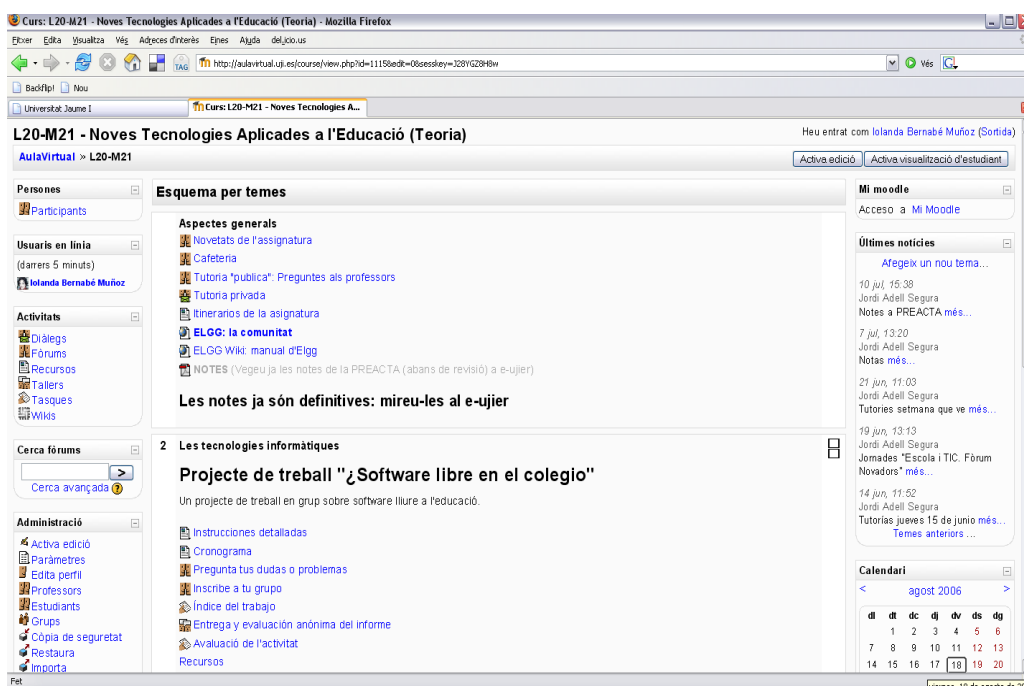 Curs: L20-M21 - Noves Tecnologies Aplicades a l'Educació (Teoria) - Mozilla Firefox
Fitxer Edita Visualitza Vés Adreces d'interès Eines Ajuda del.icio.us
TAG http://aulavirtual.uji.es/course/view.php?id=1115&edit=0&sesskey=J28YGZ8H8w Vés G
Backflip! Nou
Universitat Jaume I Curs: L20-M21 - Noves Tecnologies A...
L20-M21 - Noves Tecnologies Aplicades a l'Educació (Teoria)
Heu entrat com Iolanda Bernabé Muñoz (Sortida)
AulaVirtual » L20-M21
Activa edició Activa visualització d'estudiant
Persones
Participants
Usuaris en línia
(darrers 5 minuts)
Iolanda Bernabé Muñoz
Activitats
Diàlegs
Fòrums
Recursos
Tallers
Tasques
Wikis
Cerca fòrums
>
Cerca avançada ?
Administració
Activa edició
Paràmetres
Edita perfil
Professors
Estudiants
Grups
Còpia de seguretat
Restaura
Importa
Esquema per temes
Aspectes generals
Novetats de l'assignatura
Cafeteria
Tutoria "publica": Preguntes als professors
Tutoria privada
Itinerarios de la asignatura
ELGG: la comunitat
ELGG Wiki: manual d'Elgg
NOTES (Vegeu ja les notes de la PREACTA (abans de revisió) a e-ujier)
Les notes ja són definitives: mireu-les al e-ujier
2 Les tecnologies informàtiques
Projecte de treball "¿Software libre en el colegio"
Un projecte de treball en grup sobre software lliure a l'educació.
Instrucciones detalladas
Cronograma
Pregunta tus dudas o problemas
Inscribe a tu grupo
Índice del trabajo
Entrega y evaluación anónima del informe
Avaluació de l'activitat
Recursos
Mi moodle
Acceso a Mi Moodle
Últimes notícies
Afegeix un nou tema...
10 jul, 15:38
Jordi Adell Segura
Notes a PREACTA més...
7 jul, 13:20
Jordi Adell Segura
Notas més...
21 jun, 11:03
Jordi Adell Segura
Tutories setmana que ve més...
19 jun, 13:13
Jordi Adell Segura
Jornades "Escola i TIC. Fòrum
Novadors" més...
14 jun, 11:52
Jordi Adell Segura
Tutorías jueves 15 de junio més...
Temes anteriors ...
Calendari
< agost 2006 >
dl dt dc dj dv ds dg
1 2 3 4 5 6
7 8 9 10 11 12 13
14 15 16 17 18 19 20
Fet